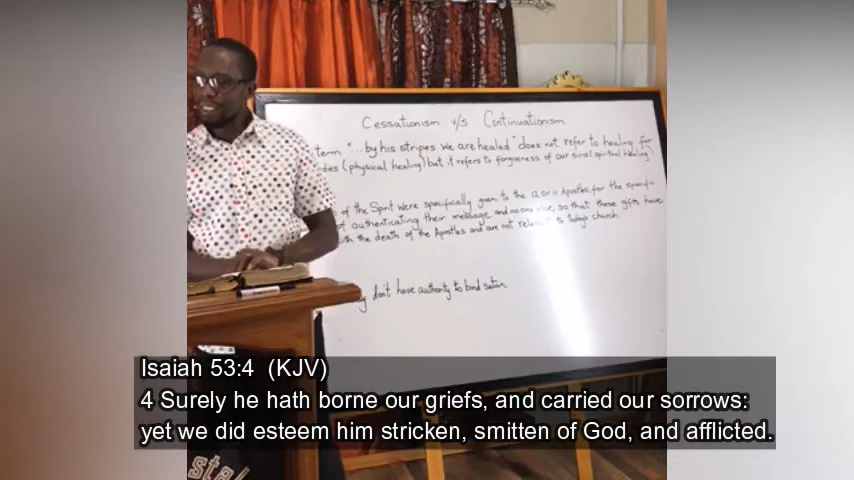 Cessationism v/s Continuationism
term "...by his stripes we are healed" does not refer to healing for
des (physical healing) but it refers to forgiveness of our sins (spiritual healing)
of the Spirit were specifically given to the 12 or 11 Apostles for the specif-
of authenticating their message and no one else, so that these gifts have
with the death of the Apostles and are not relevant to today's church
don't have authority to bind satan
Isaiah 53:4 (KJV)
4 Surely he hath borne our griefs, and carried our sorrows:
yet we did esteem him stricken, smitten of God, and afflicted.